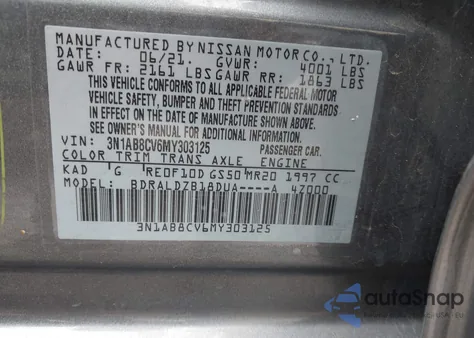 MANUFACTURED BY NISSAN MOTOR CO., LTD.
DATE: 06/21. GVWR: 4001 LBS
GAWR FR: 2161 LBS GAWR RR: 1863 LBS
THIS VEHICLE CONFORMS TO ALL APPLICABLE FEDERAL MOTOR
VEHICLE SAFETY, BUMPER AND THEFT PREVENTION STANDARDS
IN EFFECT ON THE DATE OF MANUFACTURE SHOWN ABOVE.
SEE OWNER'S MANUAL FOR MORE INFORMATION.
VIN: 3N1AB8CV6MY303125 PASSENGER CAR.
COLOR TRIM TRANS AXLE ENGINE
KAD G RE0F10D GS50 MR20 1997 CC
MODEL: BDRALDZB18DUA----A 4Z000
3N1AB8CV6MY303125
autoSnap